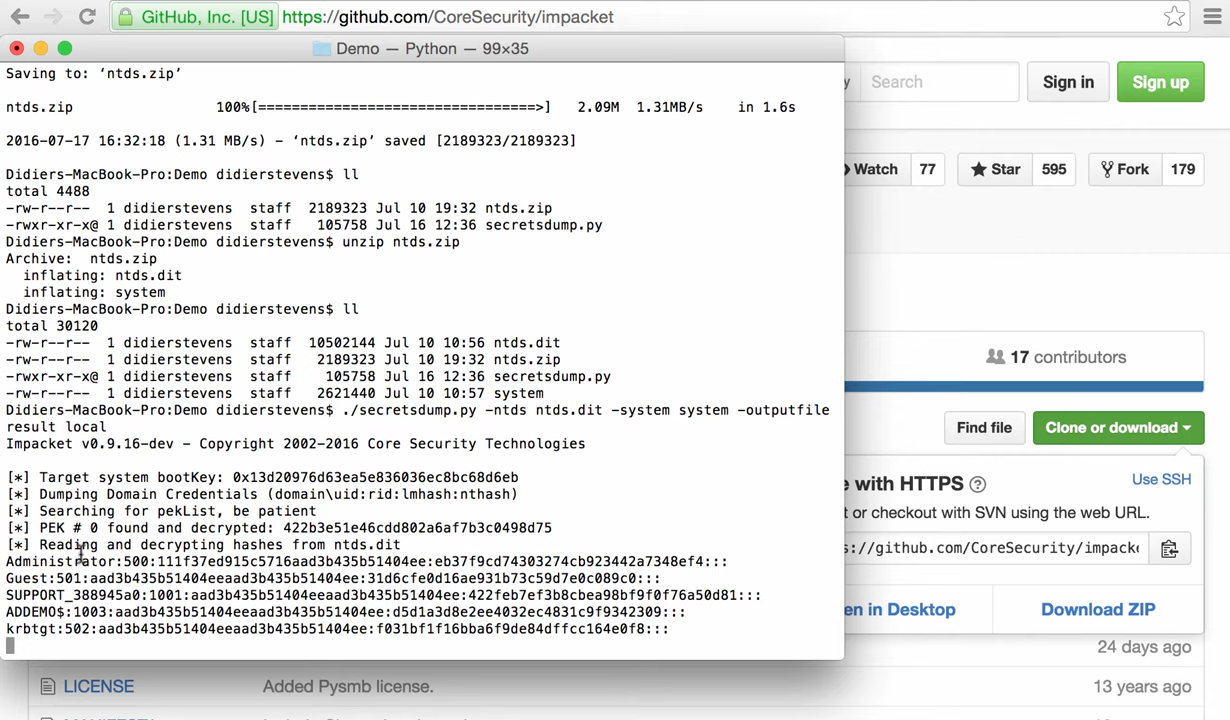 GitHub, Inc. [US] https://github.com/CoreSecurity/impacket
Demo — Python — 99×35
Saving to: ‘ntds.zip’
ntds.zip 100%[================================>] 2.09M 1.31MB/s in 1.6s
2016-07-17 16:32:18 (1.31 MB/s) - ‘ntds.zip’ saved [2189323/2189323]
Didiers-MacBook-Pro:Demo didierstevens$ ll
total 4488
-rw-r--r-- 1 didierstevens staff 2189323 Jul 10 19:32 ntds.zip
-rwxr-xr-x@ 1 didierstevens staff 105758 Jul 16 12:36 secretsdump.py
Didiers-MacBook-Pro:Demo didierstevens$ unzip ntds.zip
Archive: ntds.zip
inflating: ntds.dit
inflating: system
Didiers-MacBook-Pro:Demo didierstevens$ ll
total 30120
-rw-r--r-- 1 didierstevens staff 10502144 Jul 10 10:56 ntds.dit
-rw-r--r-- 1 didierstevens staff 2189323 Jul 10 19:32 ntds.zip
-rwxr-xr-x@ 1 didierstevens staff 105758 Jul 16 12:36 secretsdump.py
-rw-r--r-- 1 didierstevens staff 2621440 Jul 10 10:57 system
Didiers-MacBook-Pro:Demo didierstevens$ ./secretsdump.py -ntds ntds.dit -system system -outputfile
result local
Impacket v0.9.16-dev - Copyright 2002-2016 Core Security Technologies
[*] Target system bootKey: 0x13d20976d63ea5e836036ec8bc68d6eb
[*] Dumping Domain Credentials (domain\uid:rid:lmhash:nthash)
[*] Searching for pekList, be patient
[*] PEK # 0 found and decrypted: 422b3e51e46cdd802a6af7b3c0498d75
[*] Reading and decrypting hashes from ntds.dit
Administrator:500:111f37ed915c5716aad3b435b51404ee:eb37f9cd74303274cb923442a7348ef4:::
Guest:501:aad3b435b51404eeaad3b435b51404ee:31d6cfe0d16ae931b73c59d7e0c089c0:::
SUPPORT_388945a0:1001:aad3b435b51404eeaad3b435b51404ee:422feb7ef3b8cbea98bf9f0f76a50d81:::
ADDEMO$:1003:aad3b435b51404eeaad3b435b51404ee:d5d1a3d8e2ee4032ec4831c9f9342309:::
krbtgt:502:aad3b435b51404eeaad3b435b51404ee:f031bf1f16bba6f9de84dffcc164e0f8:::
y Search Sign in Sign up
Watch 77 Star 595 Fork 179
17 contributors
Find file Clone or download
e with HTTPS Use SSH
t or checkout with SVN using the web URL.
s://github.com/CoreSecurity/impacke
en in Desktop Download ZIP
24 days ago
LICENSE Added Pysmb license. 13 years ago